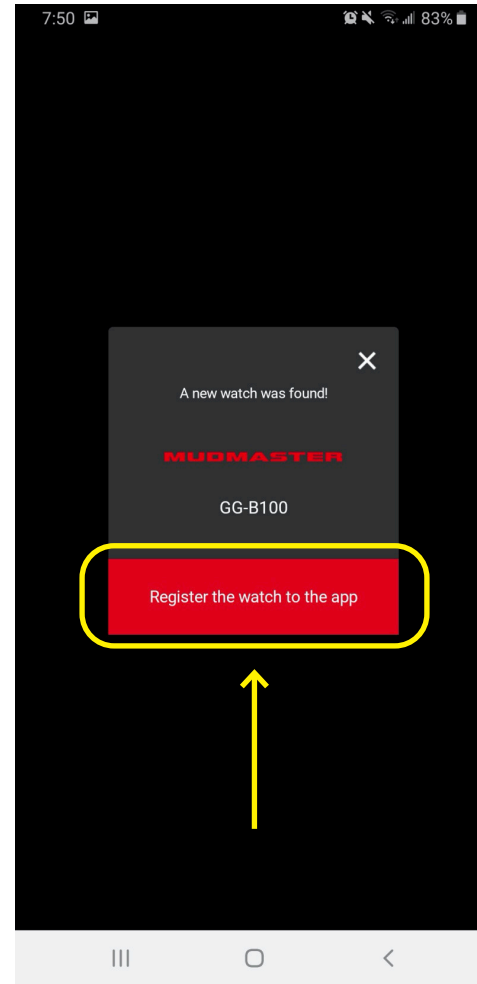 7:50 83%
A new watch was found!
MUDMASTER
GG-B100
Register the watch to the app